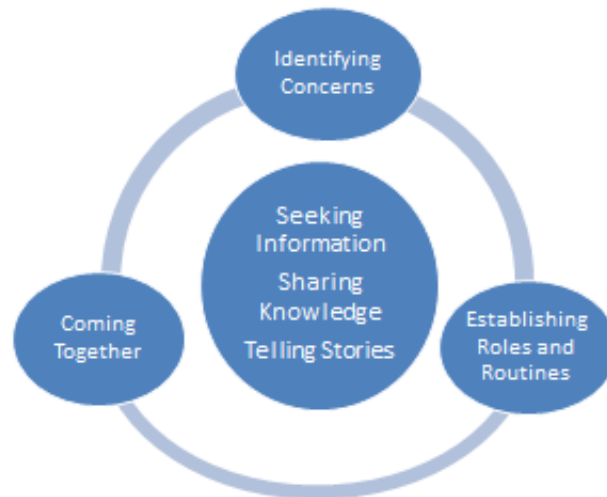 Identifying
Concerns
Seeking
Information
Sharing
Knowledge
Telling Stories
Coming
Together
Establishing
Roles and
Routines